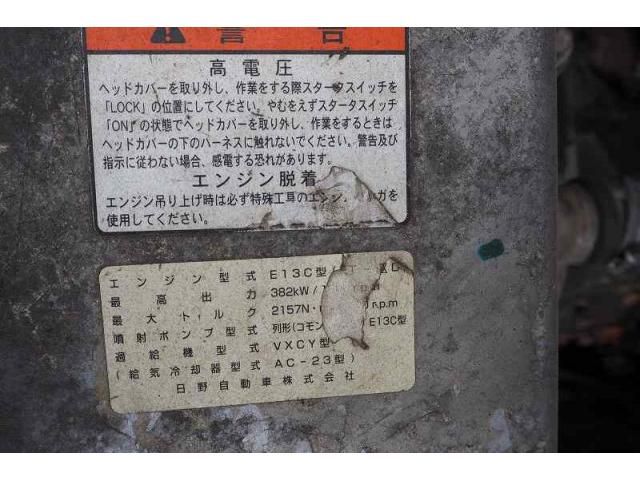 警告
高電圧
ヘッドカバーを取り外し、作業をする際スタータスイッチを
「LOCK」の位置にしてください。やむをえずスタータスイッチ
「ON」の状態でヘッドカバーを取り外し、作業をするときは
ヘッドカバーの下のハーネスに触れないでください。警告及び
指示に従わない場合、感電する恐れがあります。
エンジン脱着
エンジン吊り上げ時は必ず特殊工具のエンジン ガを
使用してください。
エンジン型式 E13C型
最高出力 382kW/
最大トルク 2157N・ r.p.m
噴射ポンプ型式 列形(コモン E13C型
過給機型式 VXCY型
(給気冷却器型式 AC-23型)
日野自動車株式会社